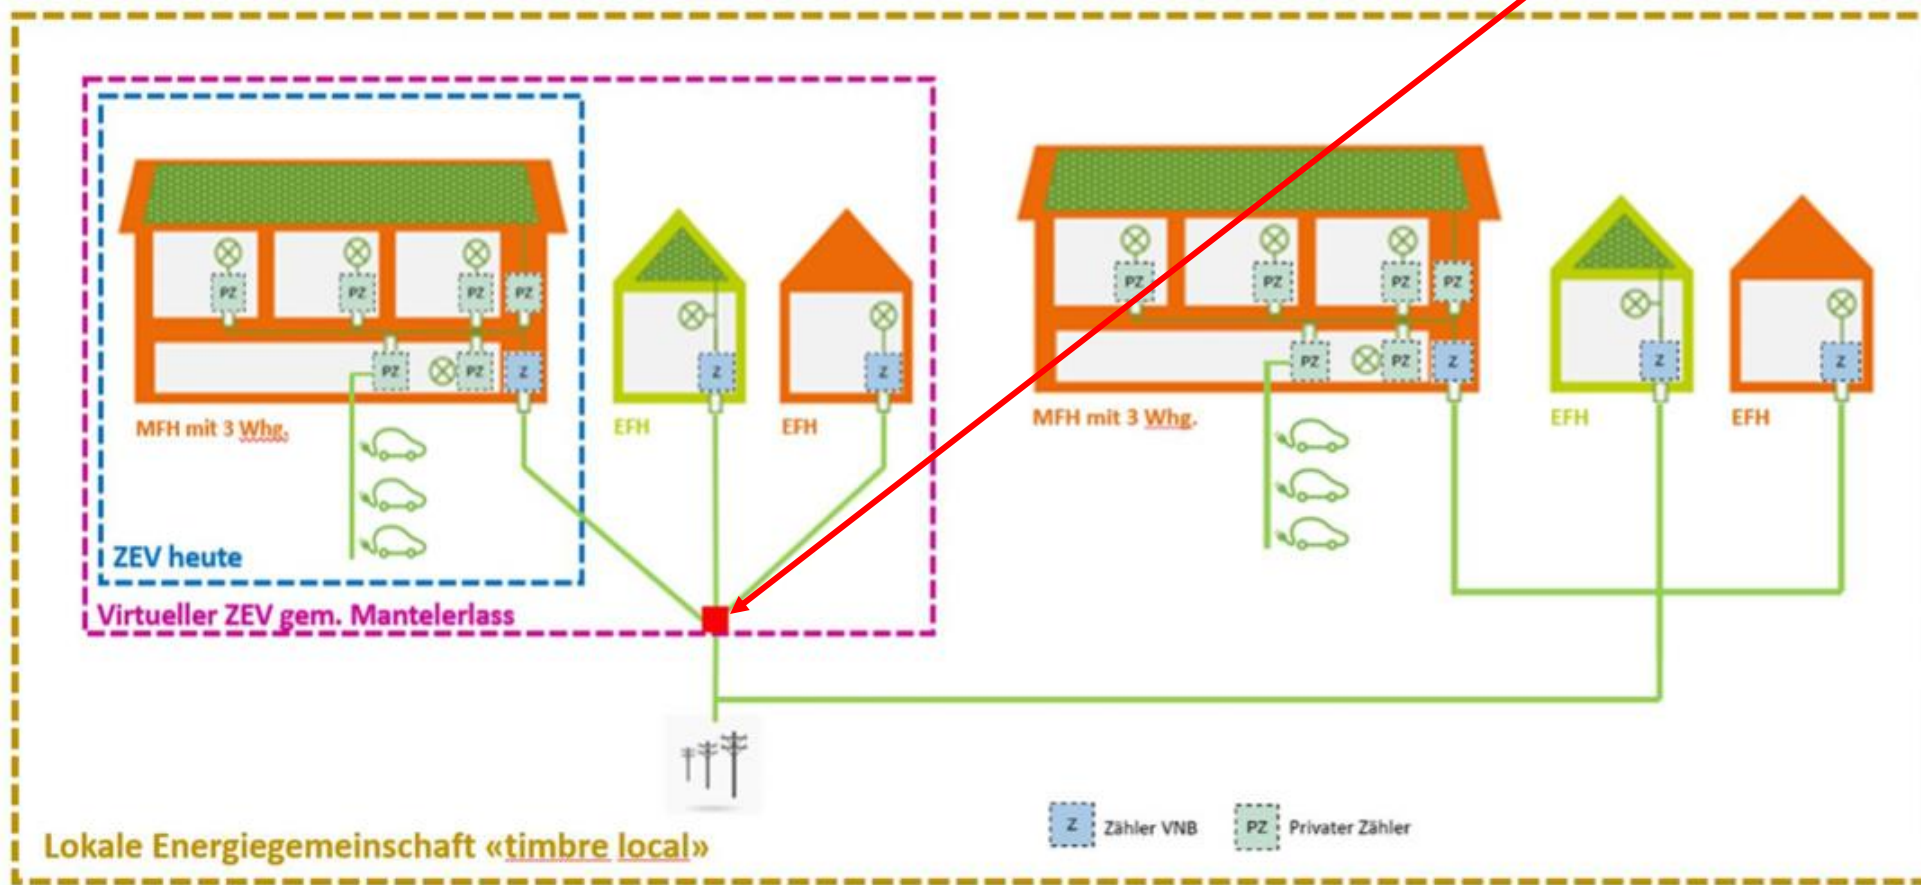 PZ PZ PZ PZ
PZ PZ Z
Z
Z
MFH mit 3 Whg.
EFH
EFH
ZEV heute
Virtueller ZEV gem. Mantelerlass
PZ PZ PZ PZ
PZ PZ Z
Z
Z
MFH mit 3 Whg.
EFH
EFH
Z Zähler VNB
PZ Privater Zähler
Lokale Energiegemeinschaft «timbre local»